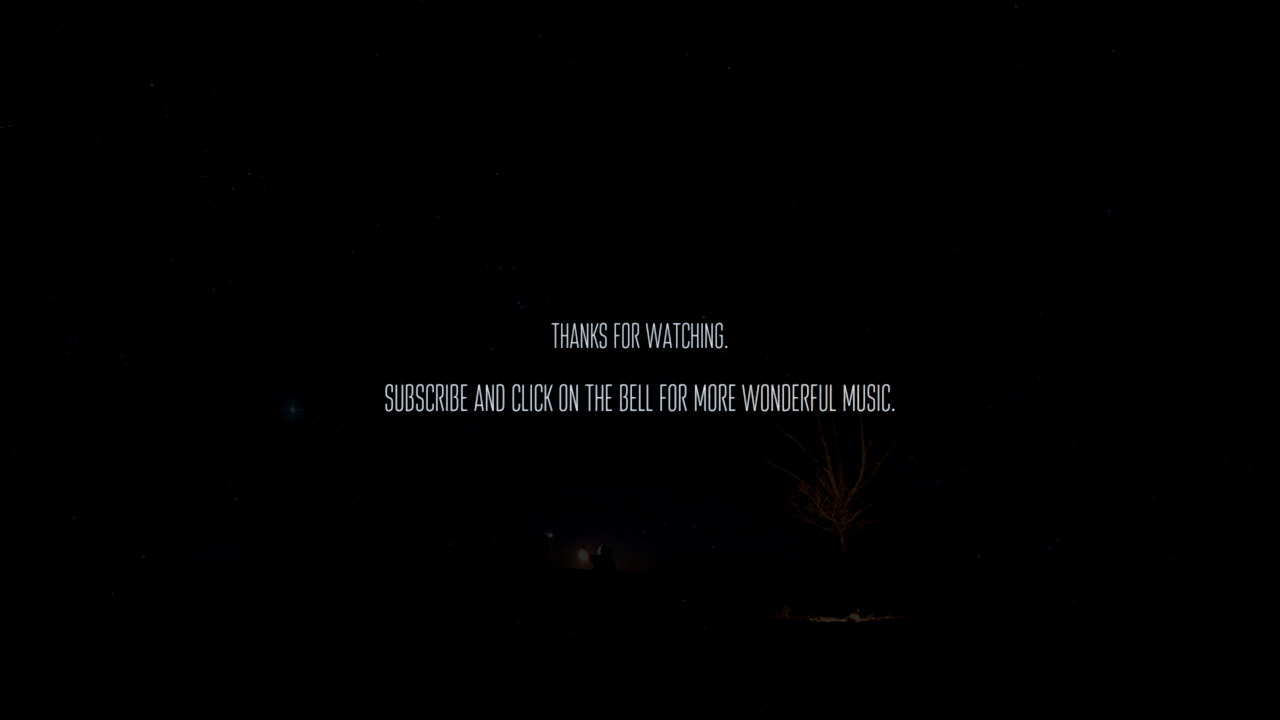 THANKS FOR WATCHING.
SUBSCRIBE AND CLICK ON THE BELL FOR MORE WONDERFUL MUSIC.